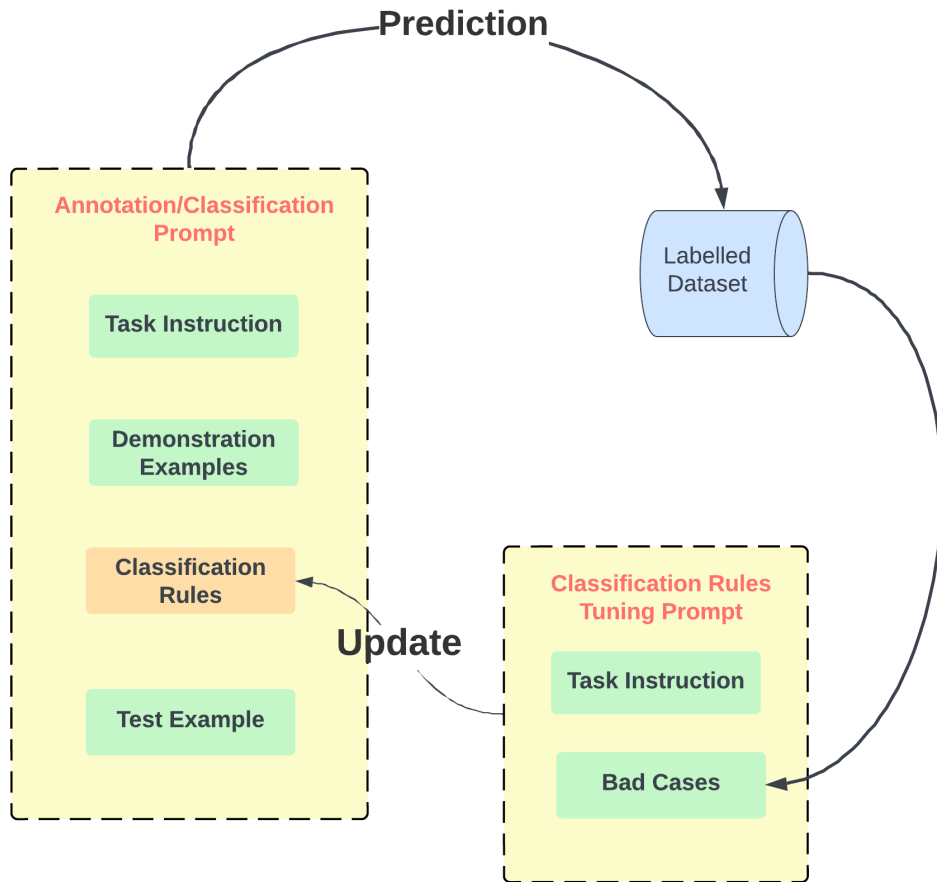 Prediction
Annotation/Classification
Prompt
Task Instruction
Demonstration
Examples
Classification
Rules
Test Example
Labelled
Dataset
Update
Classification Rules
Tuning Prompt
Task Instruction
Bad Cases